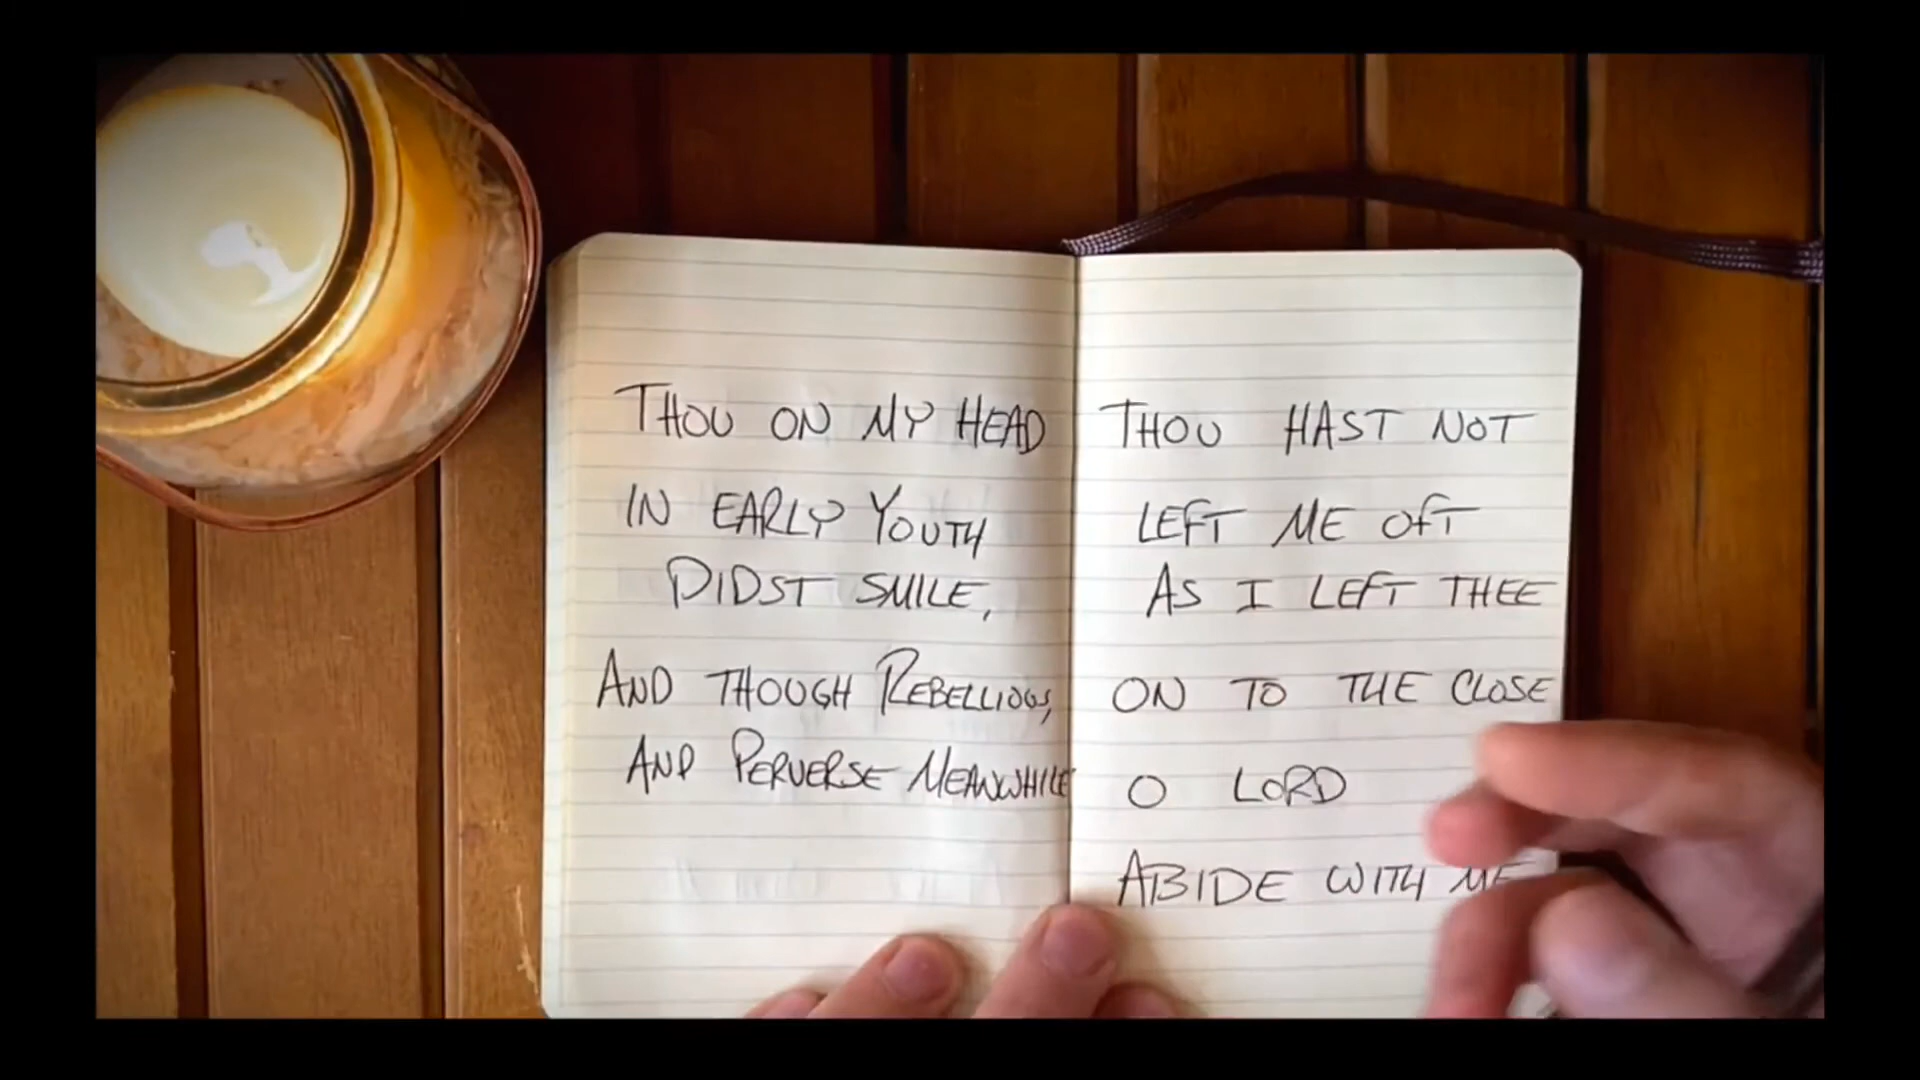 THOU ON MY HEAD
IN EARLY YOUTH
DIDST SMILE,
AND THOUGH REBELLIOUS,
AND PERVERSE MEANWHILE
THOU HAST NOT
LEFT ME OFT
AS I LEFT THEE
ON TO THE CLOSE
O LORD
ABIDE WITH ME